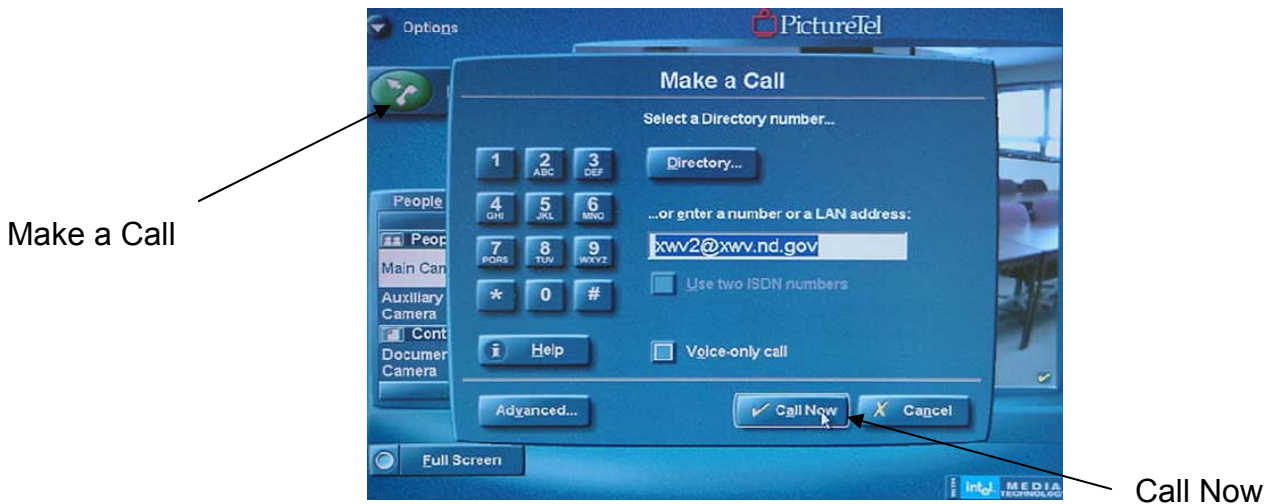 Options
PictureTel
Make a Call
Select a Directory number...
1
2
ABC
3
DEF
Directory...
4
GHI
5
JKL
6
MNO
...or enter a number or a LAN address:
7
PQRS
8
TUV
9
WXYZ
xwv2@xwv.nd.gov
*
0
#
Use two ISDN numbers
i Help
Voice-only call
Advanced...
Call Now
Cancel
People
Peop
Main Cam
Auxiliary
Camera
Cont
Documen
Camera
Full Screen
intel MEDIA
TECHNOLOGY
Make a Call
Call Now